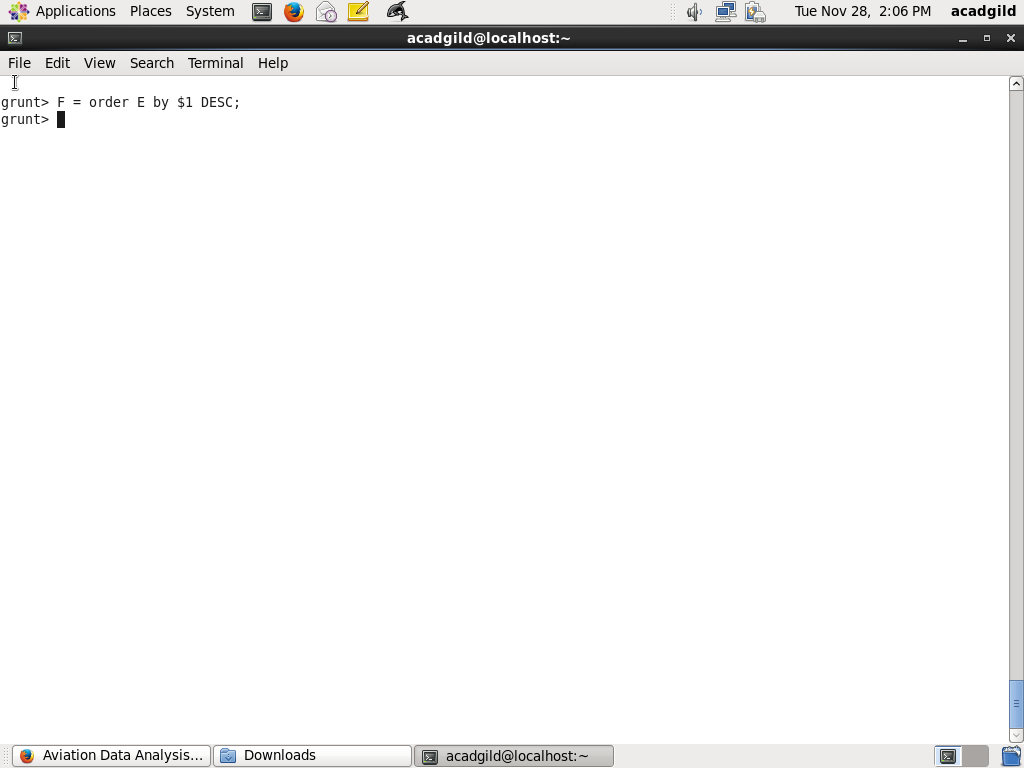 Applications Places System Tue Nov 28, 2:06 PM acadgild
acadgild@localhost:~
File Edit View Search Terminal Help
grunt> F = order E by $1 DESC;
grunt>
Aviation Data Analysis... Downloads acadgild@localhost:~